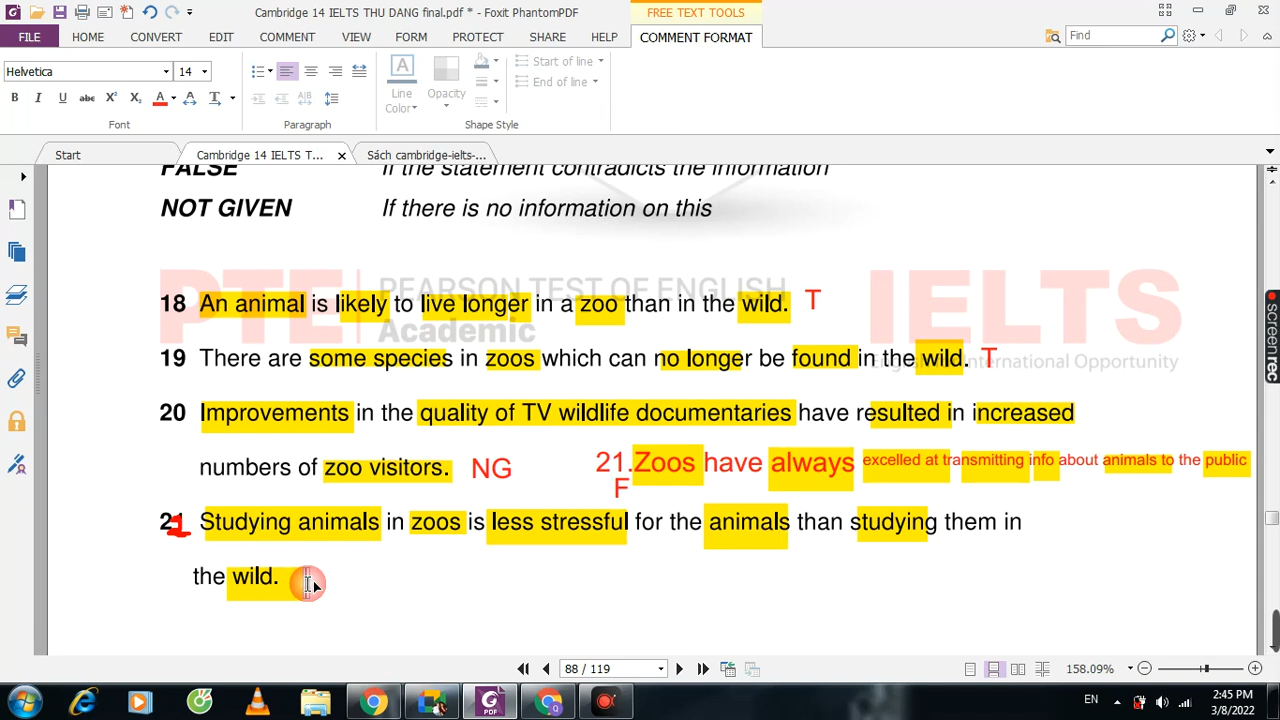 Cambridge 14 IELTS THU DANG final.pdf * - Foxit PhantomPDF
FREE TEXT TOOLS
FILE HOME CONVERT EDIT COMMENT VIEW FORM PROTECT SHARE HELP COMMENT FORMAT
Find
Helvetica 14
Line Color
Opacity
Start of line
End of line
Font Paragraph Shape Style
Start Cambridge 14 IELTS T... Sách cambridge-ielts-...
FALSE If the statement contradicts the information
NOT GIVEN If there is no information on this
PTE PEARSON TEST OF ENGLISH Academic
IELTS
English International Opportunity
18 An animal is likely to live longer in a zoo than in the wild. T
19 There are some species in zoos which can no longer be found in the wild. T
20 Improvements in the quality of TV wildlife documentaries have resulted in increased
numbers of zoo visitors. NG
21.Zoos have always excelled at transmitting info about animals to the public
F
Studying animals in zoos is less stressful for the animals than studying them in
the wild.
88 / 119
158.09%
EN
2:45 PM
3/8/2022